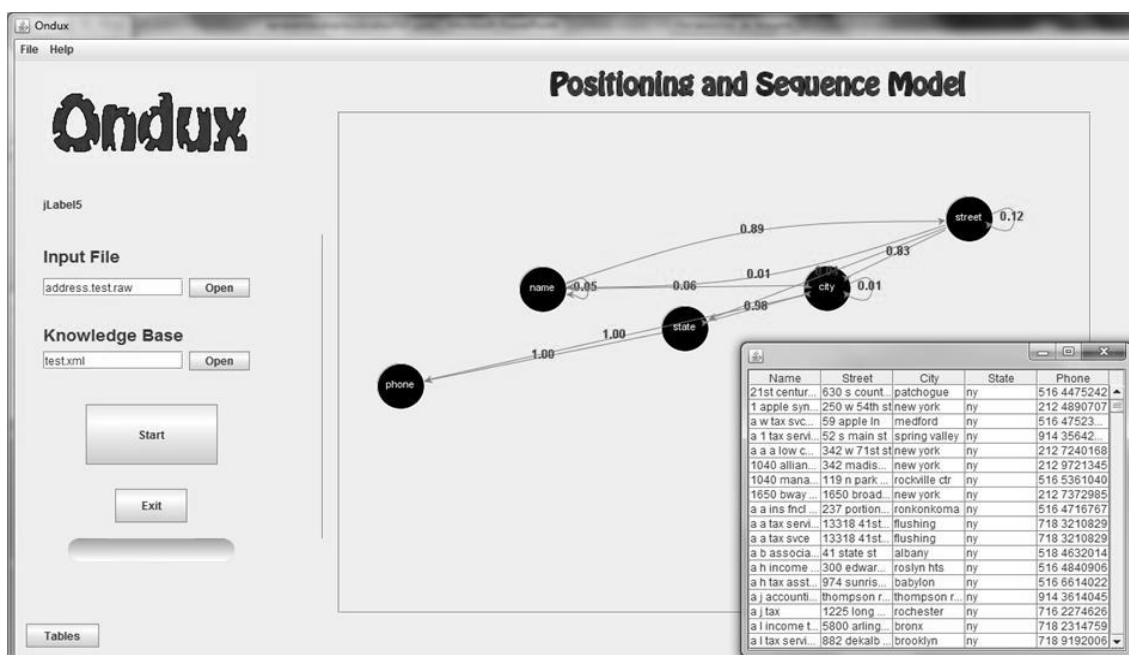 Ondux
File Help
Ondux
Positioning and Sequence Model
jLabel5
Input File
address.test.raw Open
Knowledge Base
test.xml Open
Start
Exit
Tables
street
0.12
0.89
0.83
0.01
name
0.05
0.06
city
0.01
0.98
state
1.00
1.00
phone
Name Street City State Phone
21st centur... 630 s count... patchogue ny 516 4475242
1 apple syn... 250 w 54th st new york ny 212 4890707
a w tax svc... 59 apple ln medford ny 516 47523...
a 1 tax servi... 52 s main st spring valley ny 914 35642...
a a a low c... 342 w 71st st new york ny 212 7240168
1040 allian... 342 madis... new york ny 212 9721345
1040 mana... 119 n park ... rockville ctr ny 516 5361040
1650 bway ... 1650 broad... new york ny 212 7372985
a a ins fncl ... 237 portion... ronkonkoma ny 516 4716767
a a tax servi... 13318 41st... flushing ny 718 3210829
a a tax svce 13318 41st... flushing ny 718 3210829
a b associa... 41 state st albany ny 518 4632014
a h income ... 300 edwar... roslyn hts ny 516 4840906
a h tax asst... 974 sunris... babylon ny 516 6614022
a j accounti... thompson r... thompson r... ny 914 3614045
a j tax 1225 long ... rochester ny 716 2274626
a l income t... 5800 arling... bronx ny 718 2314759
a l tax servi... 882 dekalb ... brooklyn ny 718 9192006